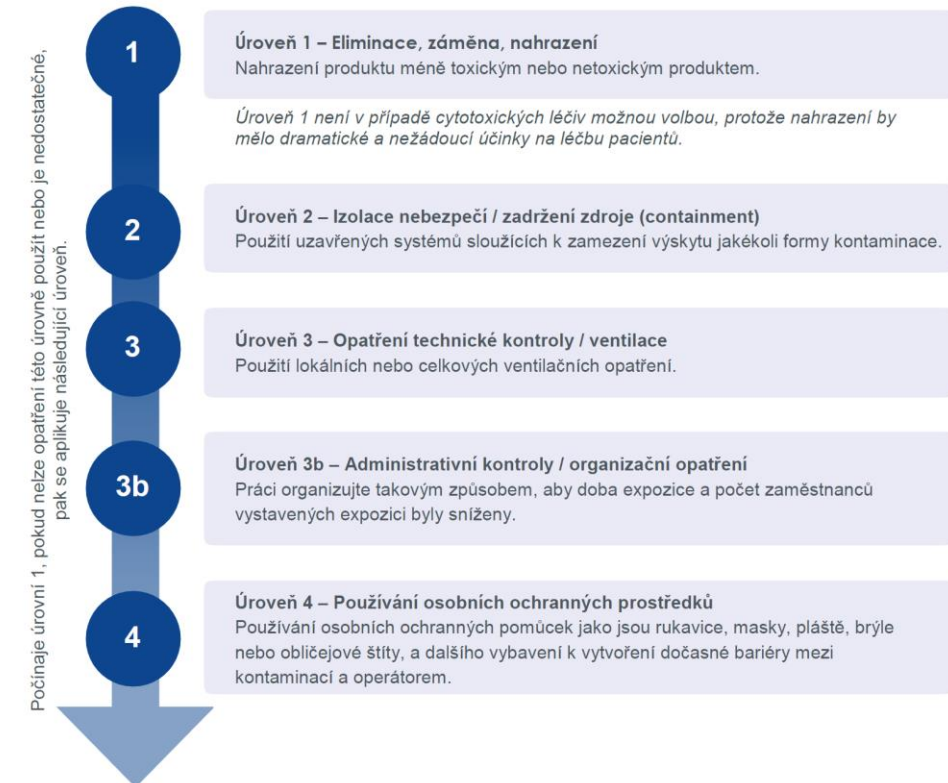 Počínaje úrovní 1, pokud nelze opatření této úrovně použít nebo je nedostatečné,
pak se aplikuje následující úroveň.
1
Úroveň 1 – Eliminace, záměna, nahrazení
Nahrazení produktu méně toxickým nebo netoxickým produktem.
Úroveň 1 není v případě cytotoxických léčiv možnou volbou, protože nahrazení by
mělo dramatické a nežádoucí účinky na léčbu pacientů.
2
Úroveň 2 – Izolace nebezpečí / zadržení zdroje (containment)
Použití uzavřených systémů sloužících k zamezení výskytu jakékoli formy kontaminace.
3
Úroveň 3 – Opatření technické kontroly / ventilace
Použití lokálních nebo celkových ventilačních opatření.
3b
Úroveň 3b – Administrativní kontroly / organizační opatření
Práci organizujte takovým způsobem, aby doba expozice a počet zaměstnanců
vystavených expozici byly sníženy.
4
Úroveň 4 – Používání osobních ochranných prostředků
Používání osobních ochranných pomůcek jako jsou rukavice, masky, pláště, brýle
nebo obličejové štíty, a dalšího vybavení k vytvoření dočasné bariéry mezi
kontaminací a operátorem.